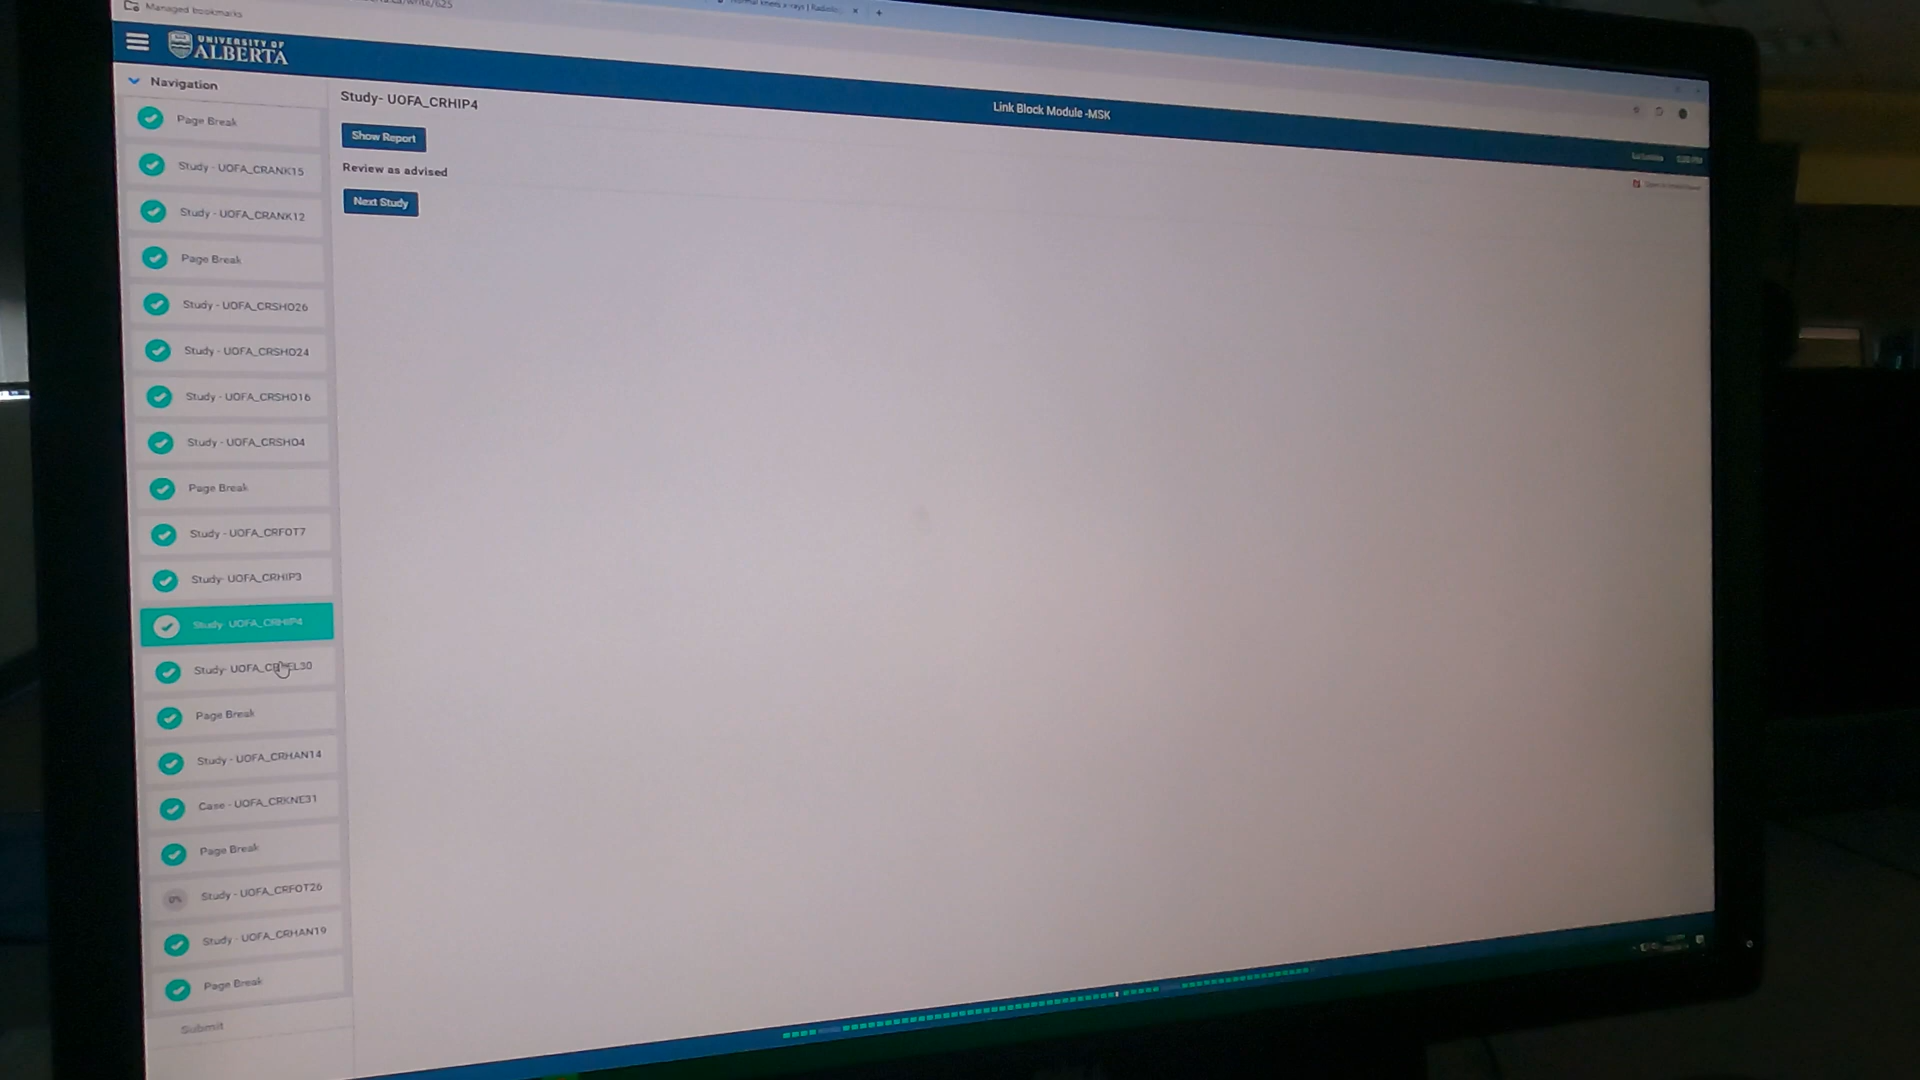 Managed bookmarks
UNIVERSITY OF
ALBERTA
Link Block Module -MSK
Navigation
Page Break
Study - UOFA_CRANK15
Study - UOFA_CRANK12
Page Break
Study - UOFA_CRSHO26
Study - UOFA_CRSHO24
Study - UOFA_CRSHO16
Study - UOFA_CRSHO4
Page Break
Study - UOFA_CRFOT7
Study- UOFA_CRHIP3
Study- UOFA_CRHIP4
Page Break
Study - UOFA_CRHAN14
Case - UOFA_CRKNE31
Page Break
0% Study - UOFA_CRFOT26
Study - UOFA_CRHAN19
Page Break
Submit
Study- UOFA_CRHIP4
Show Report
Review as advised
Next Study